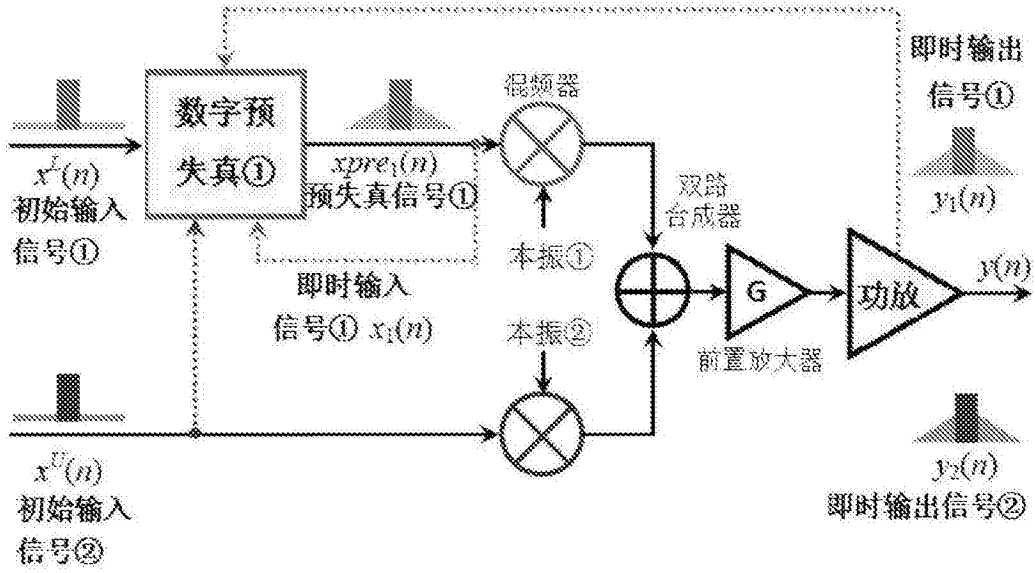 即时输出
信号①
y₁(n)
混频器
数字预
失真①
xᴸ(n)
初始输入
信号①
xpre₁(n)
预失真信号①
双路
台成器
本振①
即时输入
信号① x₁(n)
本振②
G
功放
y(n)
前置放大器
xᵁ(n)
初始输入
信号②
y₂(n)
即时输出信号②